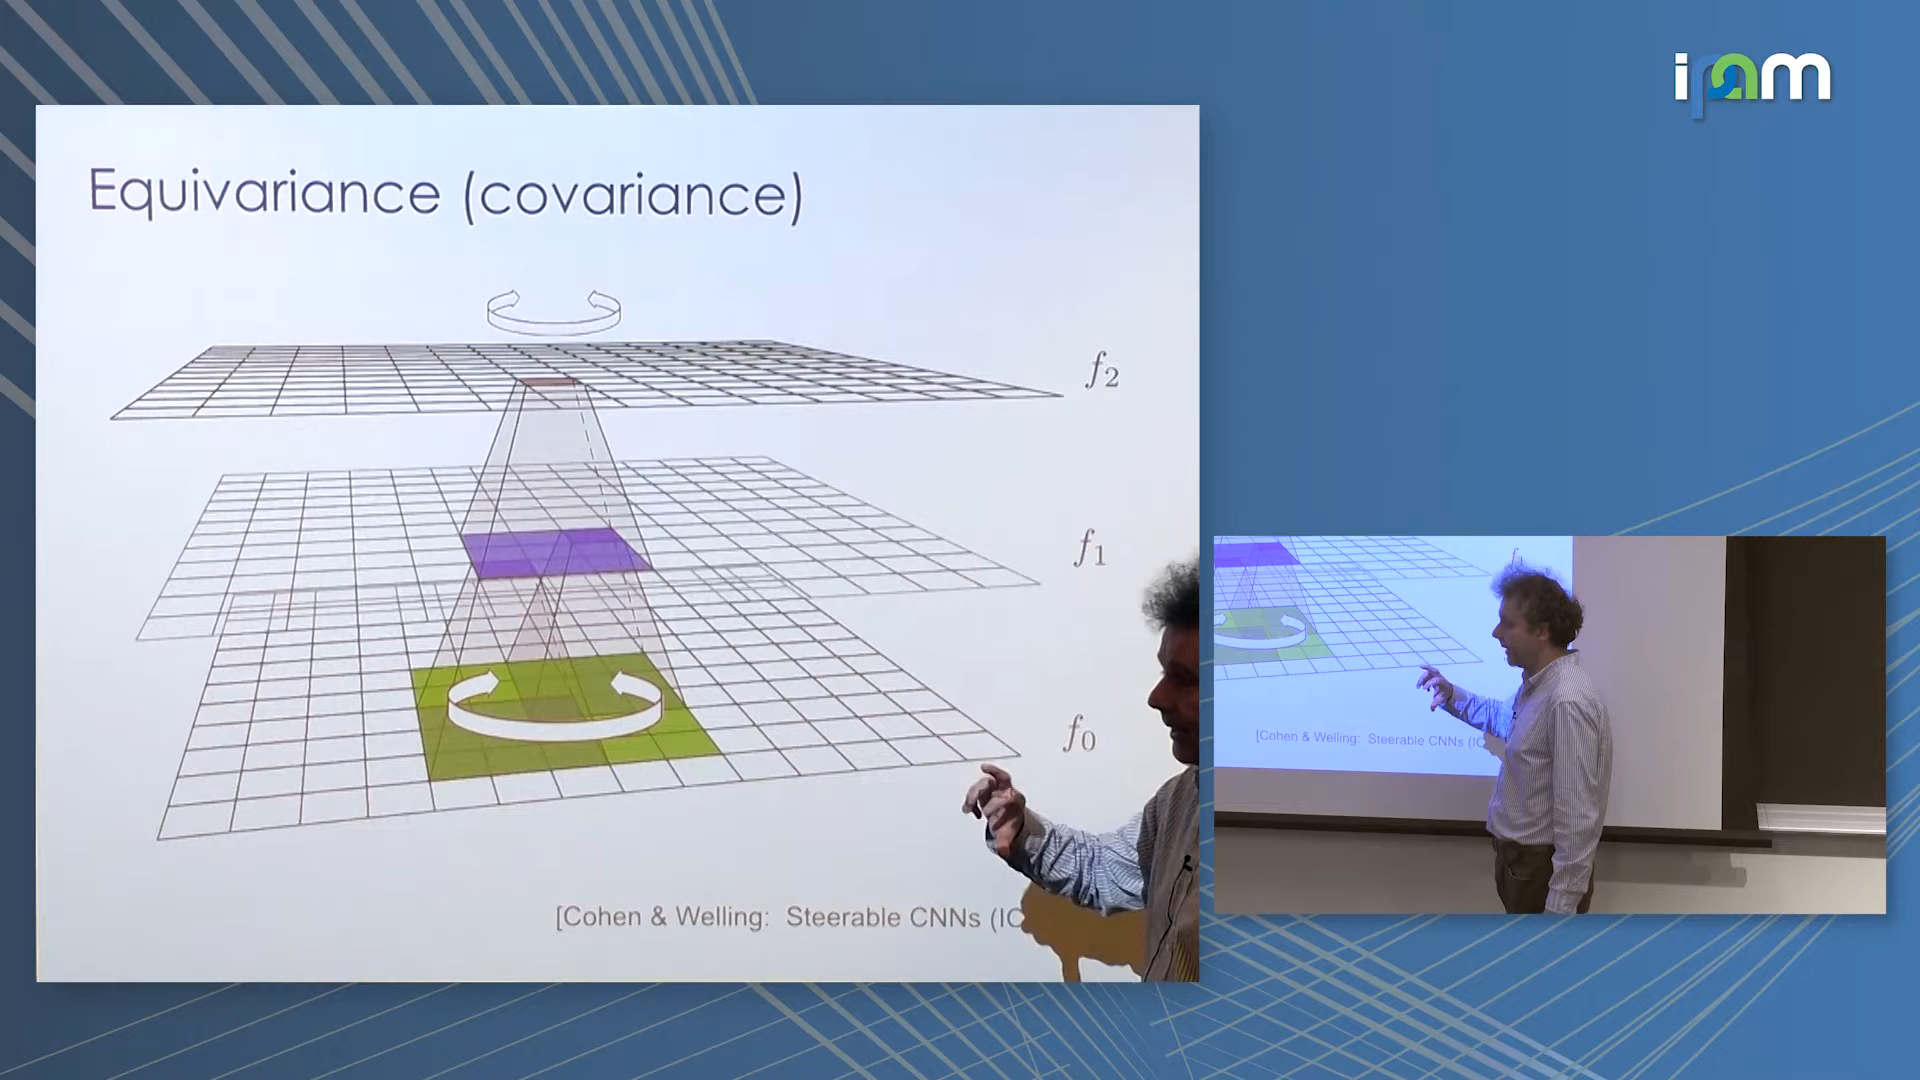 ipam
Equivariance (covariance)
f₂
f₁
f₀
[Cohen & Welling: Steerable CNNs (IC
[Cohen & Welling: Steerable CNNs (IC